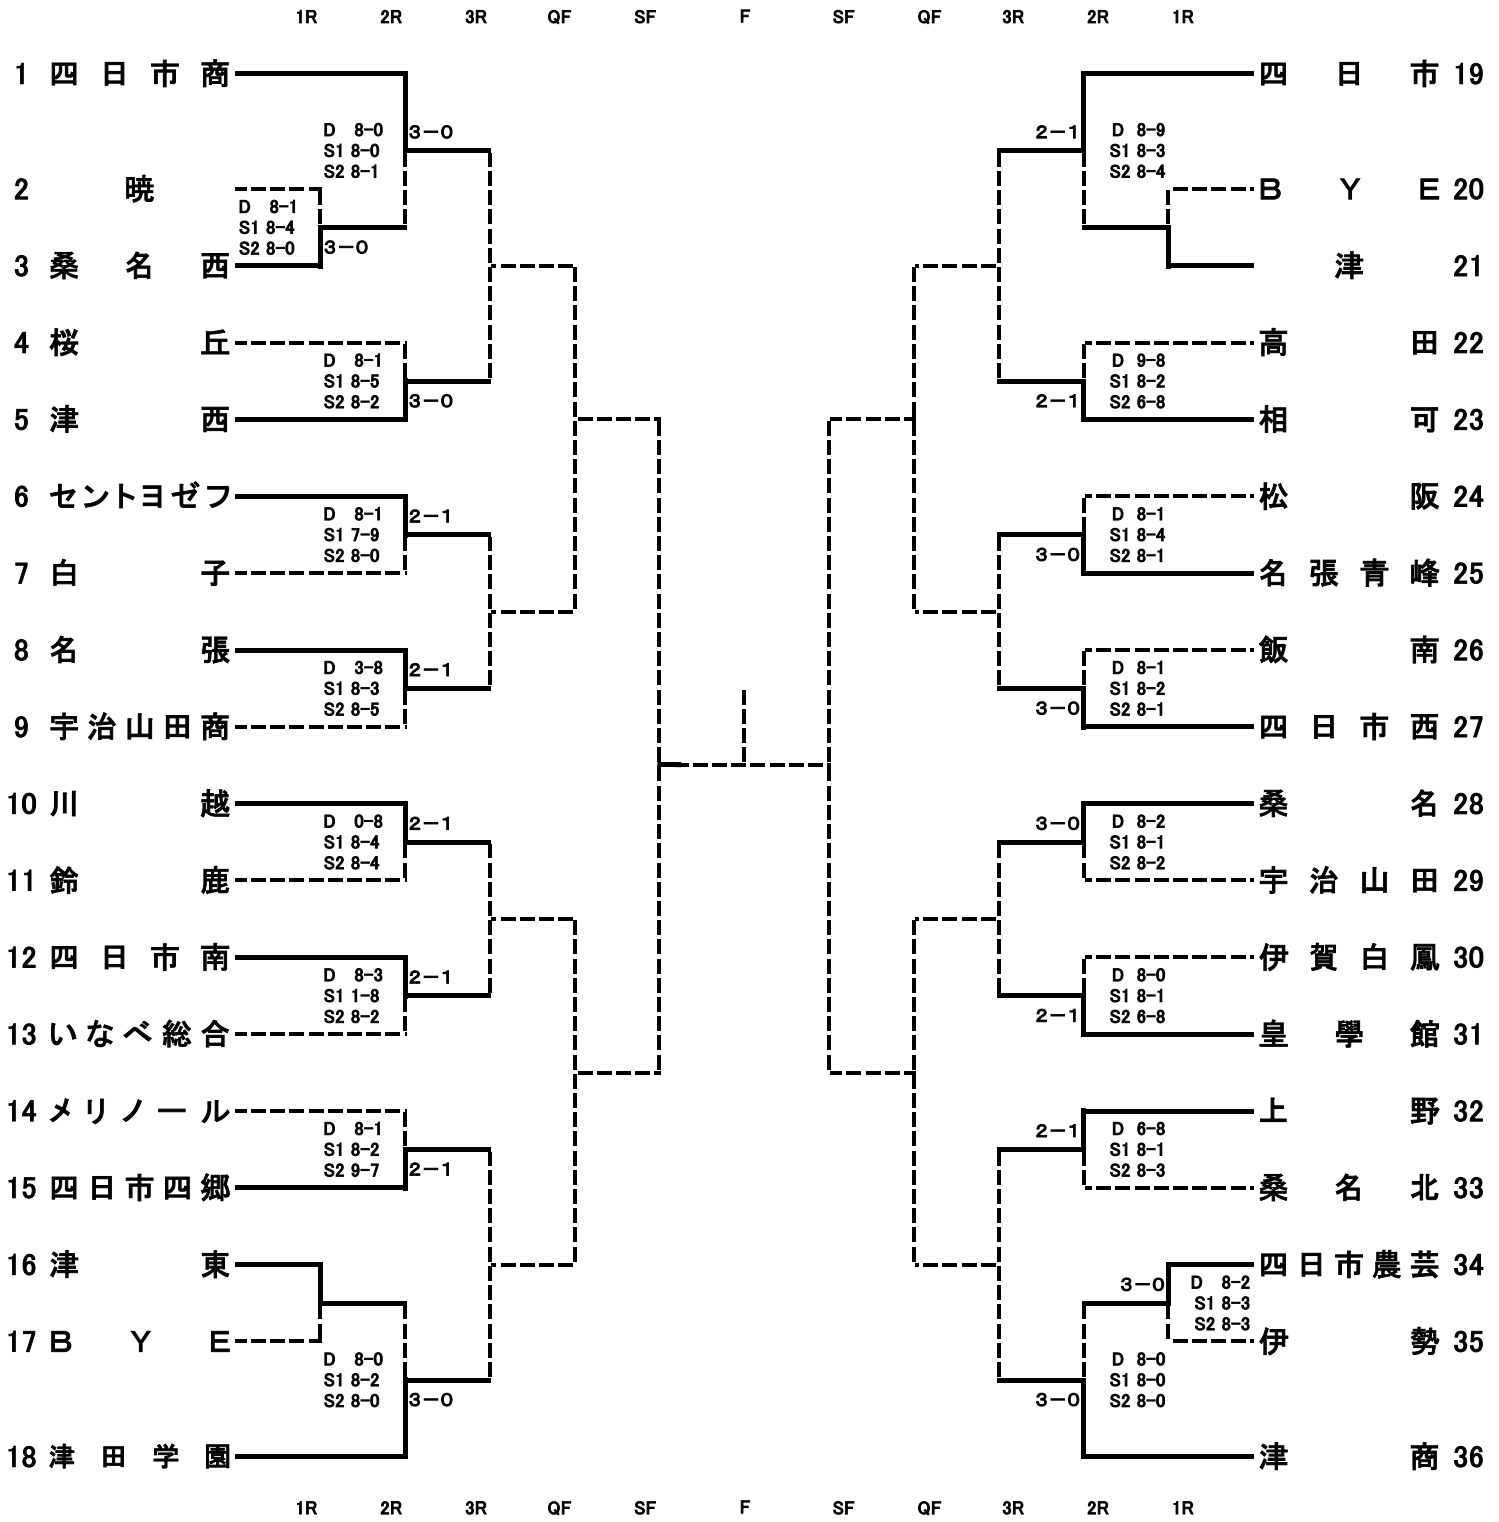 1R 2R 3R QF SF F SF QF 3R 2R 1R
1 四日市商
四日市 19
D 8-0 3-0
S1 8-0
S2 8-1
2-1 D 8-9
S1 8-3
S2 8-4
2 暁
BYE 20
D 8-1
S1 8-4
S2 8-0 3-0
3 桑名西
津 21
4 桜丘
高田 22
D 8-1
S1 8-5
S2 8-2 3-0
D 9-8
S1 8-2
2-1 S2 6-8
5 津西
相可 23
6 セントヨゼフ
松阪 24
D 8-1 2-1
S1 7-9
S2 8-0
D 8-1
S1 8-4
3-0 S2 8-1
7 白子
名張青峰 25
8 名張
飯南 26
D 3-8 2-1
S1 8-3
S2 8-5
D 8-1
S1 8-2
3-0 S2 8-1
9 宇治山田商
四日市西 27
10 川越
桑名 28
D 0-8 2-1
S1 8-4
S2 8-4
3-0 D 8-2
S1 8-1
S2 8-2
11 鈴鹿
宇治山田 29
12 四日市南
伊賀白鳳 30
D 8-3 2-1
S1 1-8
S2 8-2
D 8-0
S1 8-1
2-1 S2 6-8
13 いなべ総合
皇學館 31
14 メリノール
上野 32
D 8-1
S1 8-2
S2 9-7 2-1
2-1 D 6-8
S1 8-1
S2 8-3
15 四日市四郷
桑名北 33
16 津東
四日市農芸 34
3-0 D 8-2
S1 8-3
S2 8-3
17 BYE
伊勢 35
D 8-0
S1 8-2
S2 8-0 3-0
D 8-0
S1 8-0
3-0 S2 8-0
18 津田学園
津商 36
1R 2R 3R QF SF F SF QF 3R 2R 1R